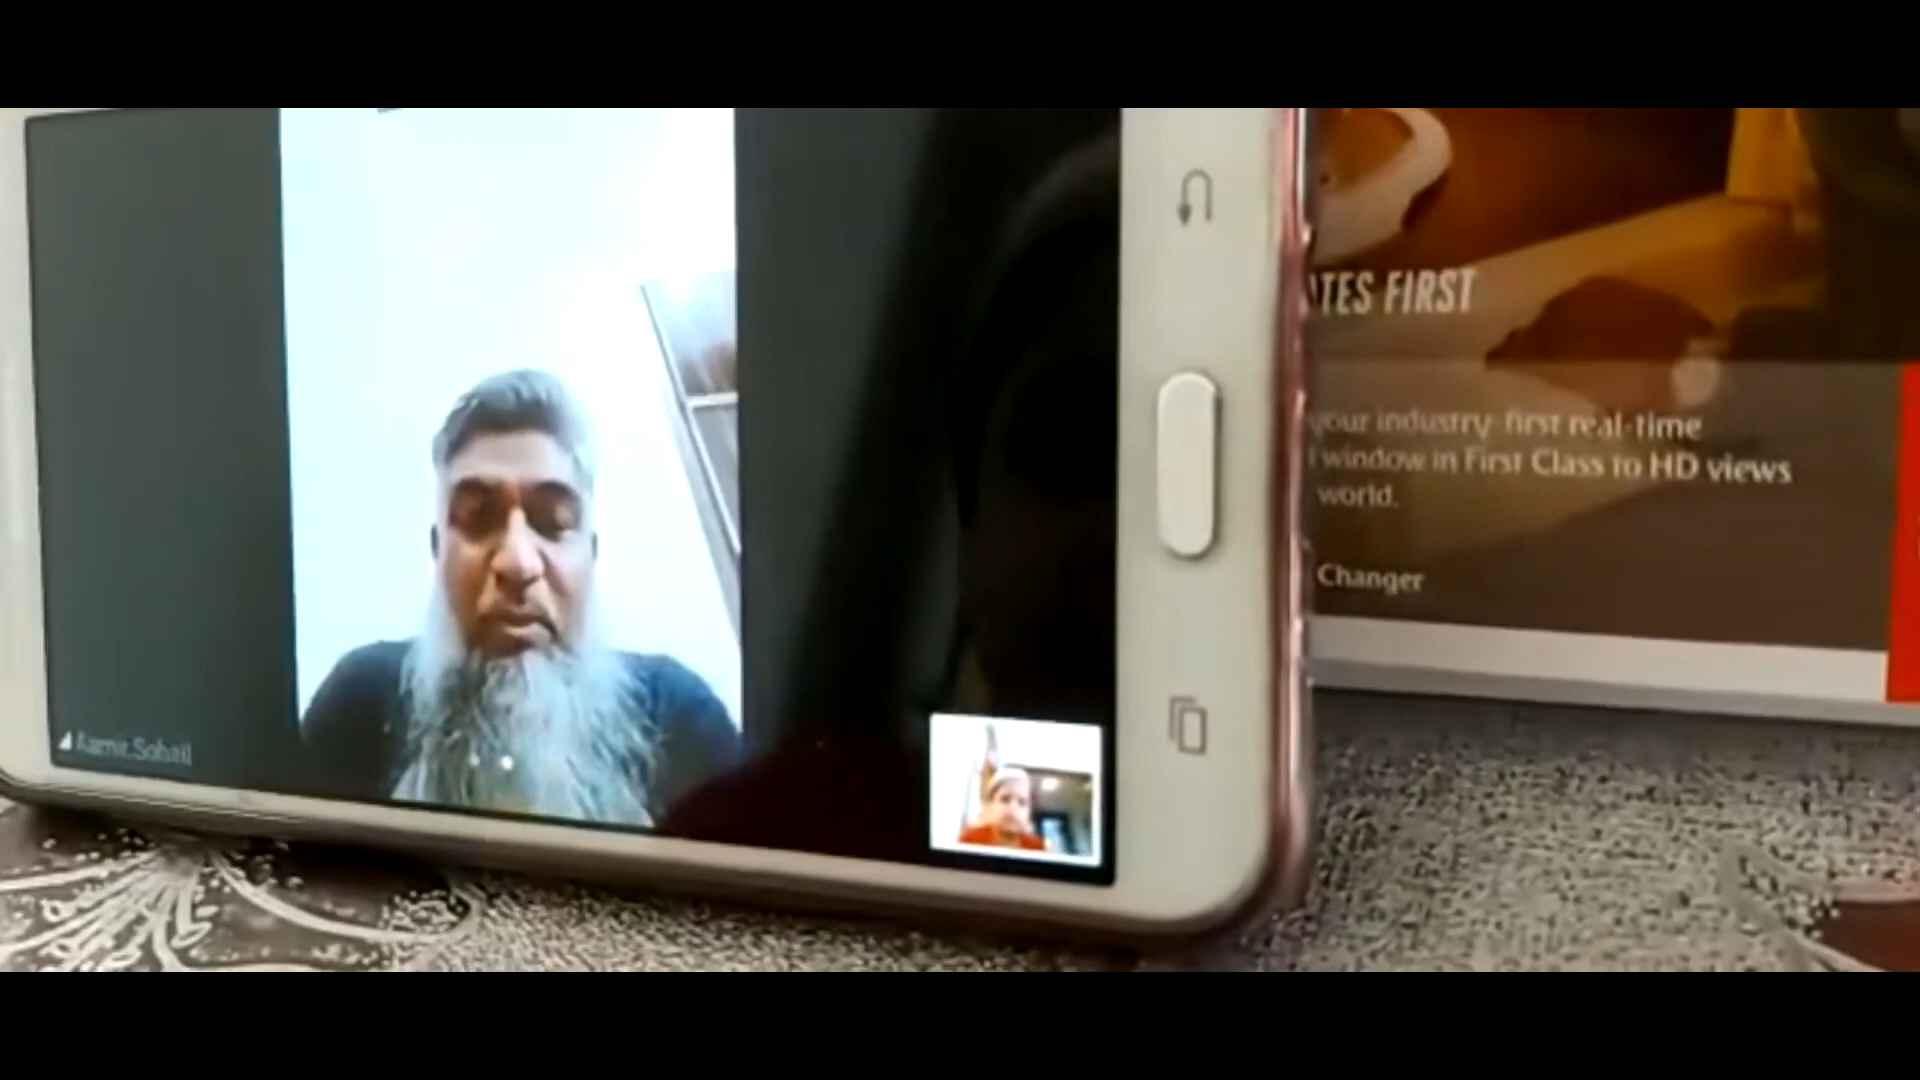 Aamir.Sohail
TES FIRST
your industry-first real-time
window in First Class to HD views
world.
Changer